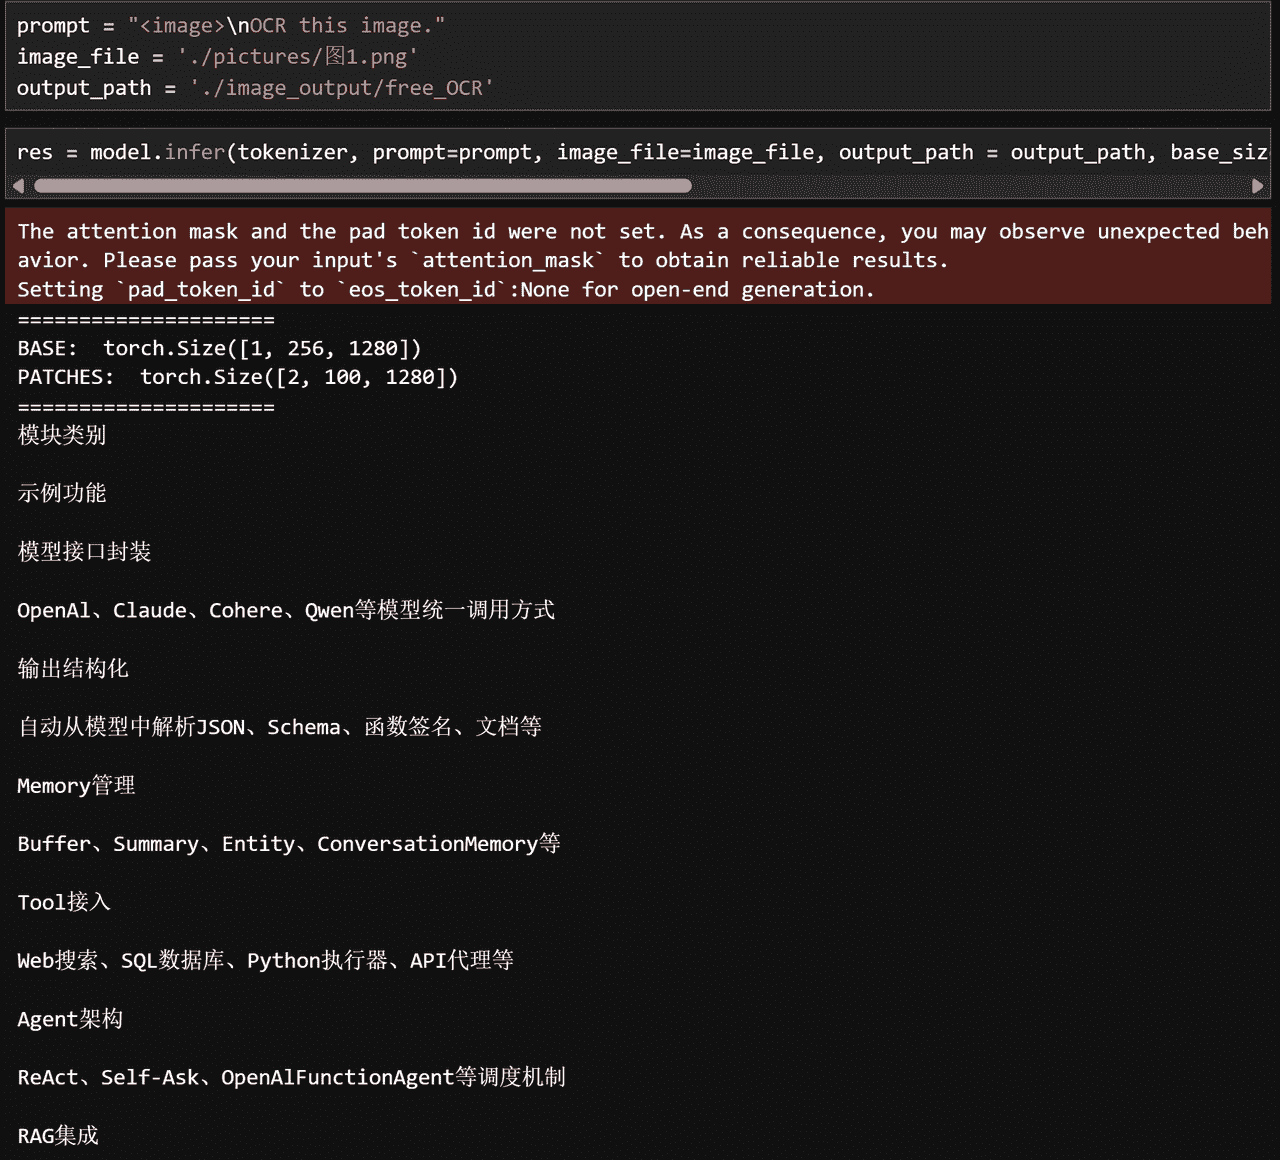 prompt = "<image>\nOCR this image."
image_file = './pictures/图1.png'
output_path = './image_output/free_OCR'
res = model.infer(tokenizer, prompt=prompt, image_file=image_file, output_path = output_path, base_siz
The attention mask and the pad token id were not set. As a consequence, you may observe unexpected beh
avior. Please pass your input's `attention_mask` to obtain reliable results.
Setting `pad_token_id` to `eos_token_id`:None for open-end generation.
=====================
BASE:  torch.Size([1, 256, 1280])
PATCHES:  torch.Size([2, 100, 1280])
=====================
模块类别
示例功能
模型接口封装
OpenAl、Claude、Cohere、Qwen等模型统一调用方式
输出结构化
自动从模型中解析JSON、Schema、函数签名、文档等
Memory管理
Buffer、Summary、Entity、ConversationMemory等
Tool接入
Web搜索、SQL数据库、Python执行器、API代理等
Agent架构
ReAct、Self-Ask、OpenAlFunctionAgent等调度机制
RAG集成